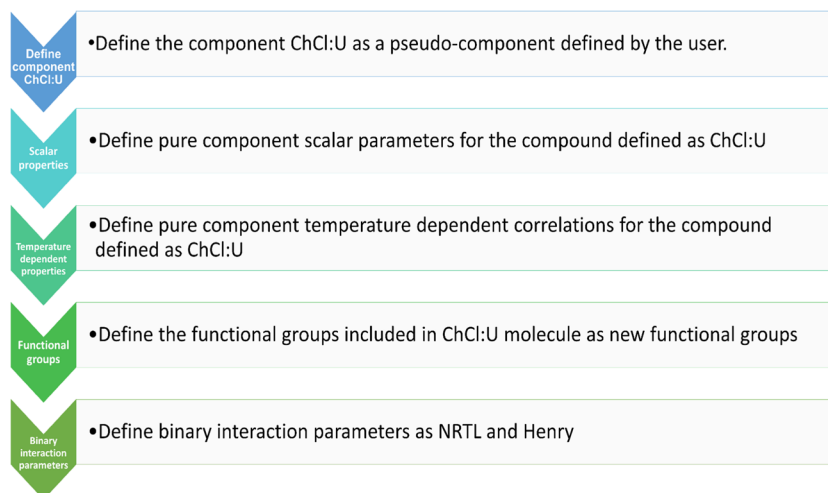 Define
component
ChCl:U
•Define the component ChCl:U as a pseudo-component defined by the user.
Scalar
properties
•Define pure component scalar parameters for the compound defined as ChCl:U
Temperature
dependent
properties
•Define pure component temperature dependent correlations for the compound
defined as ChCl:U
Functional
groups
•Define the functional groups included in ChCl:U molecule as new functional groups
Binary
interaction
parameters
•Define binary interaction parameters as NRTL and Henry